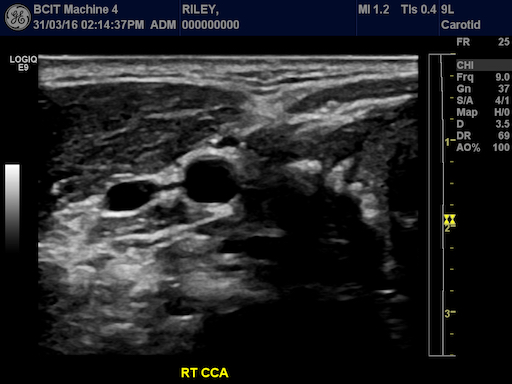 BCIT Machine 4
RILEY,
MI 1.2 TIs 0.4 9L
31/03/16 02:14:37PM ADM
000000000
Carotid
FR 25
LOGIQ
E9
CHI
Frq 9.0
Gn 37
S/A 4/1
Map H/0
D 3.5
DR 69
AO% 100
1
2
3
RT CCA